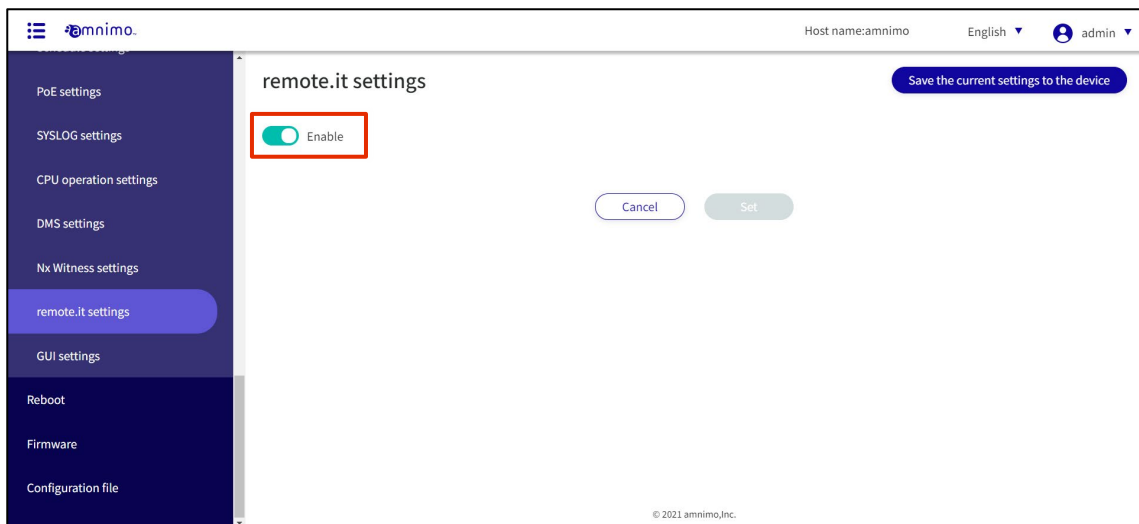 amnimo
Host name:amnimo
English
admin
PoE settings
SYSLOG settings
CPU operation settings
DMS settings
Nx Witness settings
remote.it settings
GUI settings
Reboot
Firmware
Configuration file
remote.it settings
Save the current settings to the device
Enable
Cancel
Set
© 2021 amnimo,Inc.